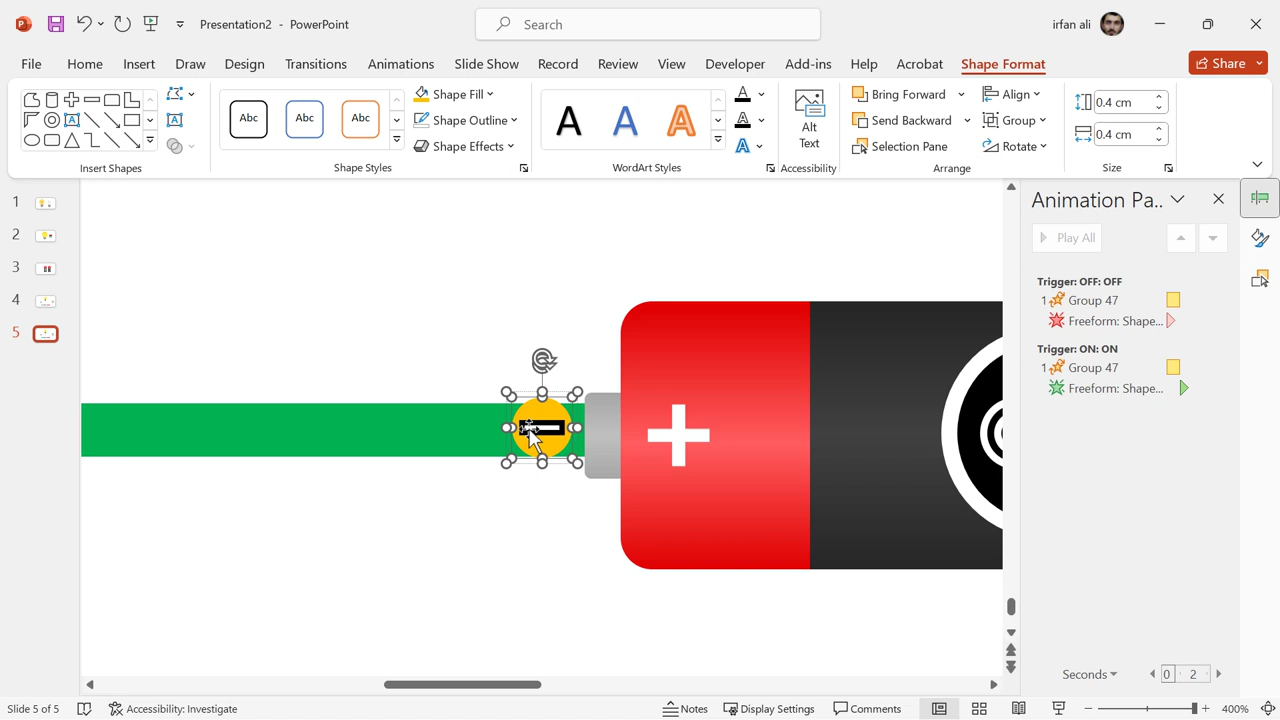 Presentation2 - PowerPoint
Search
irfan ali
File Home Insert Draw Design Transitions Animations Slide Show Record Review View Developer Add-ins Help Acrobat Shape Format
Share
Abc Abc Abc
Shape Fill
Shape Outline
Shape Effects
A A A
A
A
A
Alt
Text
Bring Forward
Send Backward
Selection Pane
Align
Group
Rotate
0.4 cm
0.4 cm
Insert Shapes
Shape Styles
WordArt Styles
Accessibility
Arrange
Size
1
2
3
4
5
+
Animation Pa..
Play All
Trigger: OFF: OFF
1 Group 47
Freeform: Shape...
Trigger: ON: ON
1 Group 47
Freeform: Shape...
Seconds
0 2
Slide 5 of 5
Accessibility: Investigate
Notes
Display Settings
Comments
400%